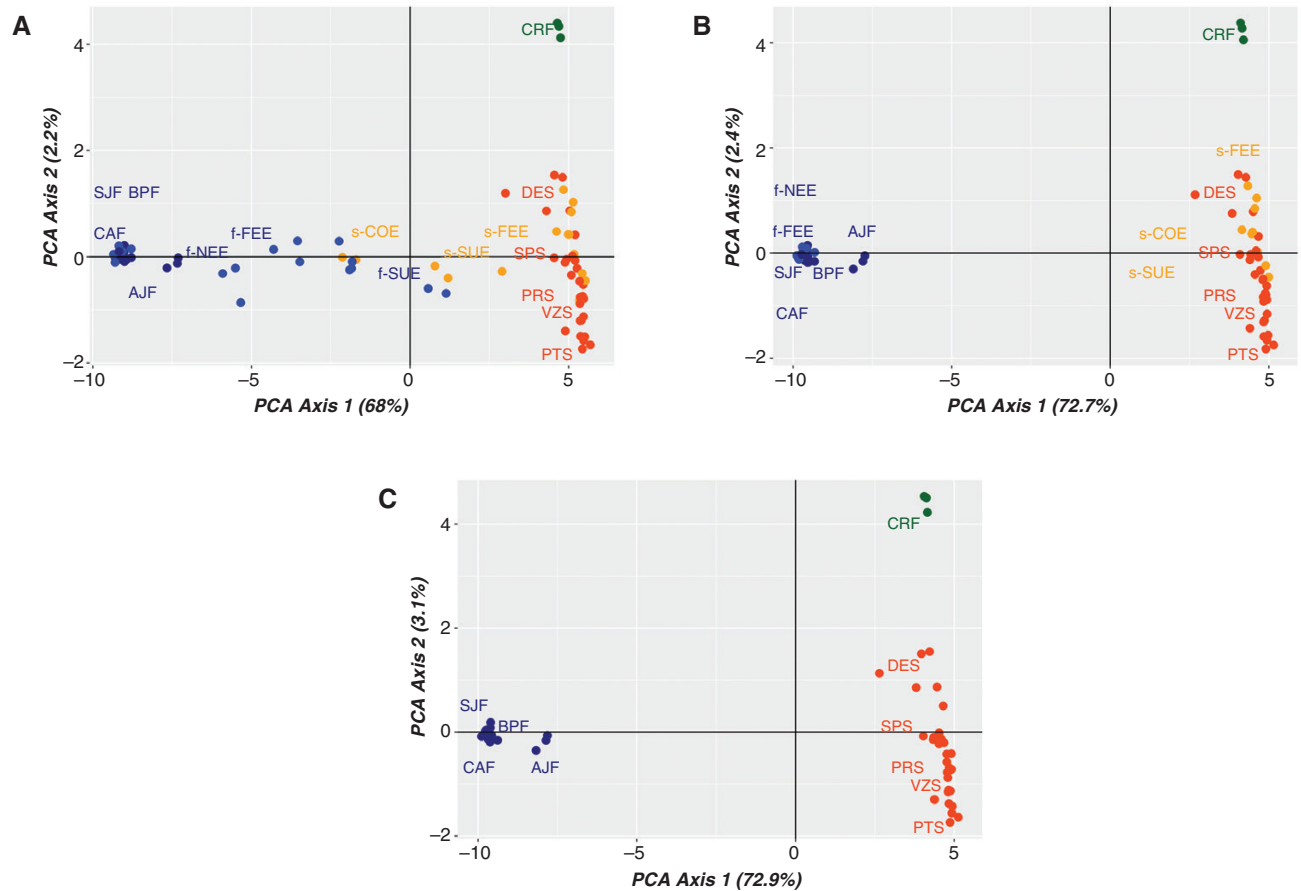 A
CRF
4
2
0
−2
PCA Axis 2 (2.2%)
SJF BPF
CAF
AJF
f-NEE
f-FEE
s-COE
f-SUE
s-SUE
s-FEE
DES
SPS
PRS
VZS
PTS
−10
−5
0
5
PCA Axis 1 (68%)
B
CRF
4
2
0
−2
PCA Axis 2 (2.4%)
f-NEE
f-FEE
AJF
SJF BPF
CAF
s-FEE
DES
s-COE
SPS
s-SUE
PRS
VZS
PTS
−10
−5
0
5
PCA Axis 1 (72.7%)
C
CRF
4
2
0
−2
PCA Axis 2 (3.1%)
SJF
BPF
CAF
AJF
DES
SPS
PRS
VZS
PTS
−10
−5
0
5
PCA Axis 1 (72.9%)